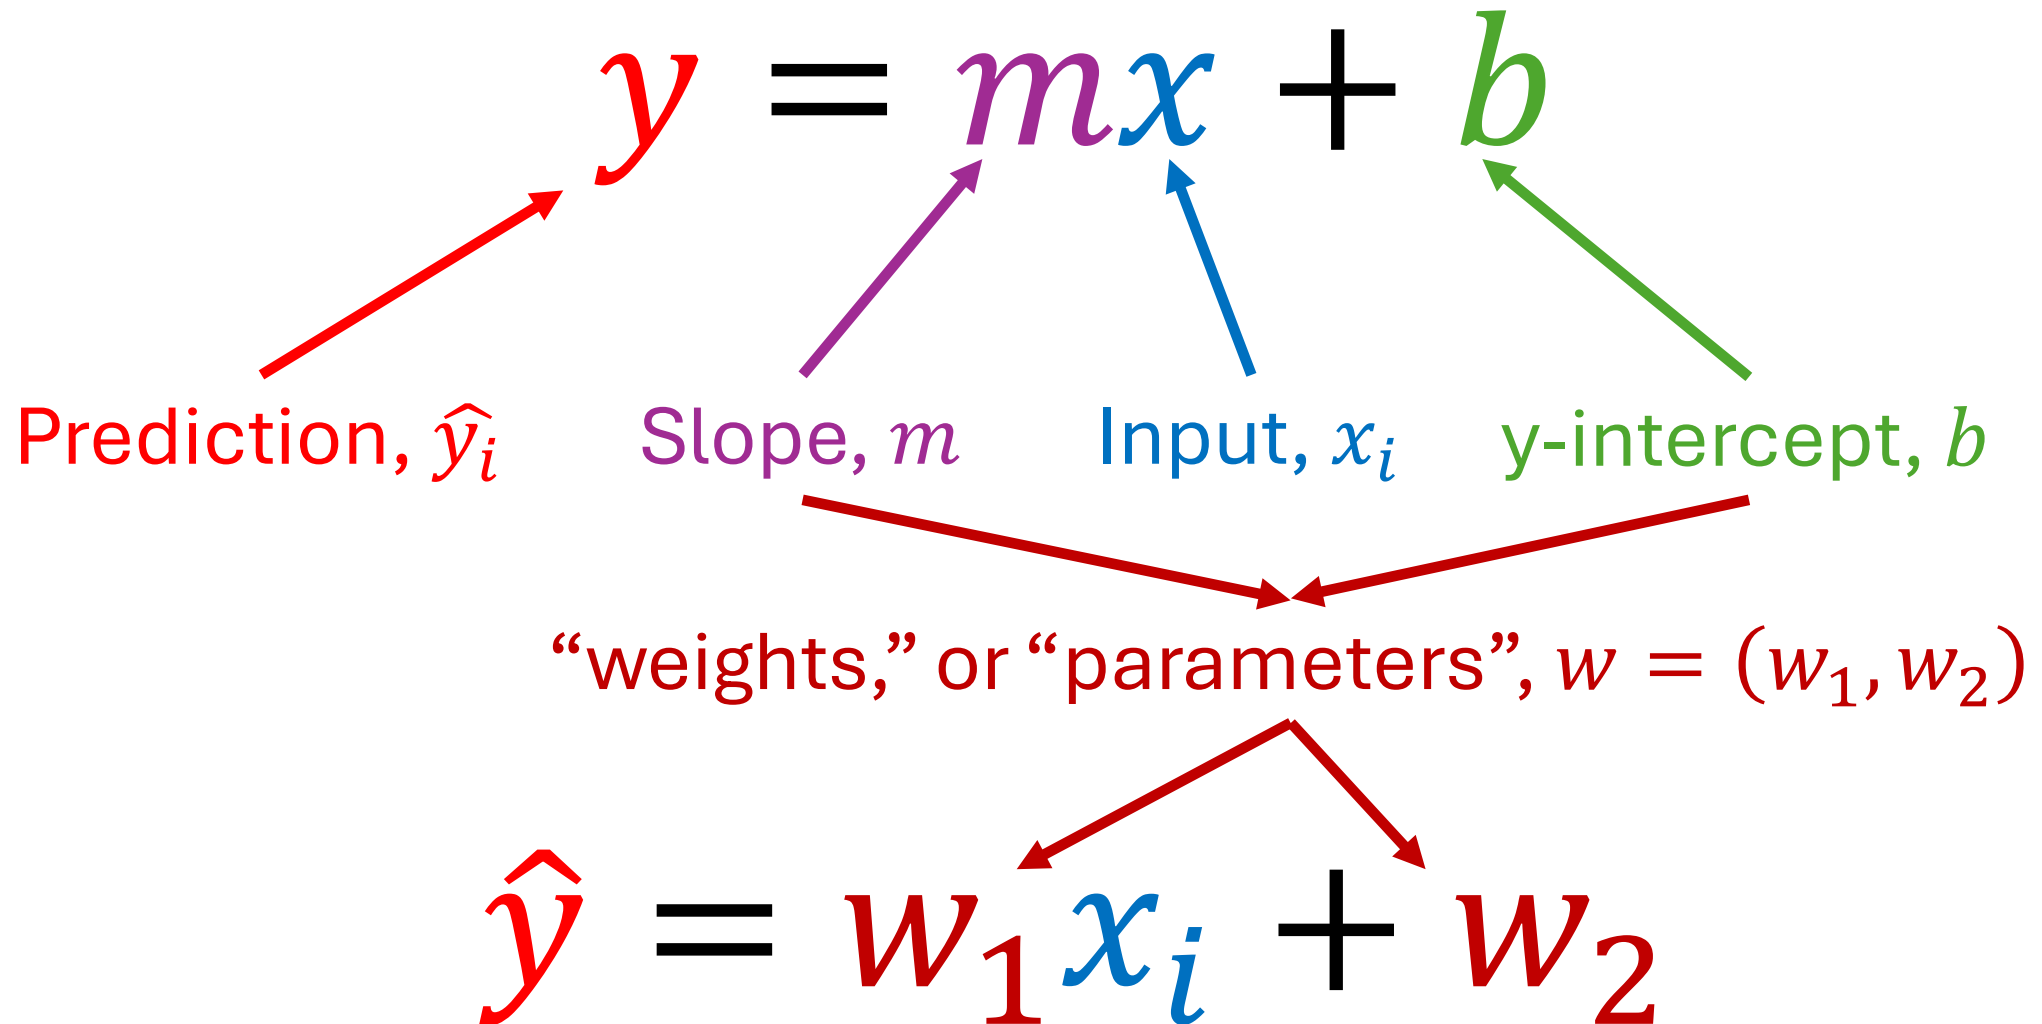 y = mx + b
Prediction, ŷᵢ Slope, m Input, xᵢ y-intercept, b
“weights,” or “parameters”, w = (w₁, w₂)
ŷ = w₁xᵢ + w₂